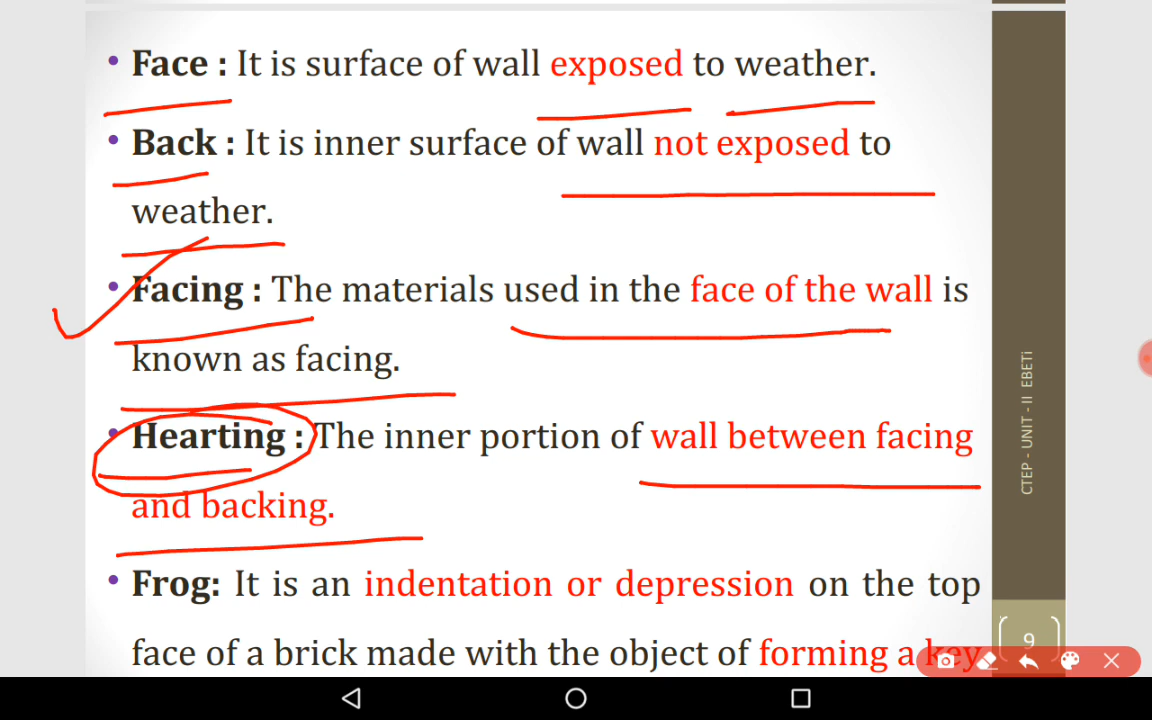 • Face : It is surface of wall exposed to weather.
• Back : It is inner surface of wall not exposed to
weather.
• Facing : The materials used in the face of the wall is
known as facing.
• Hearting : The inner portion of wall between facing
and backing.
• Frog: It is an indentation or depression on the top
face of a brick made with the object of forming a key
CTEP - UNIT - II EBETi
9